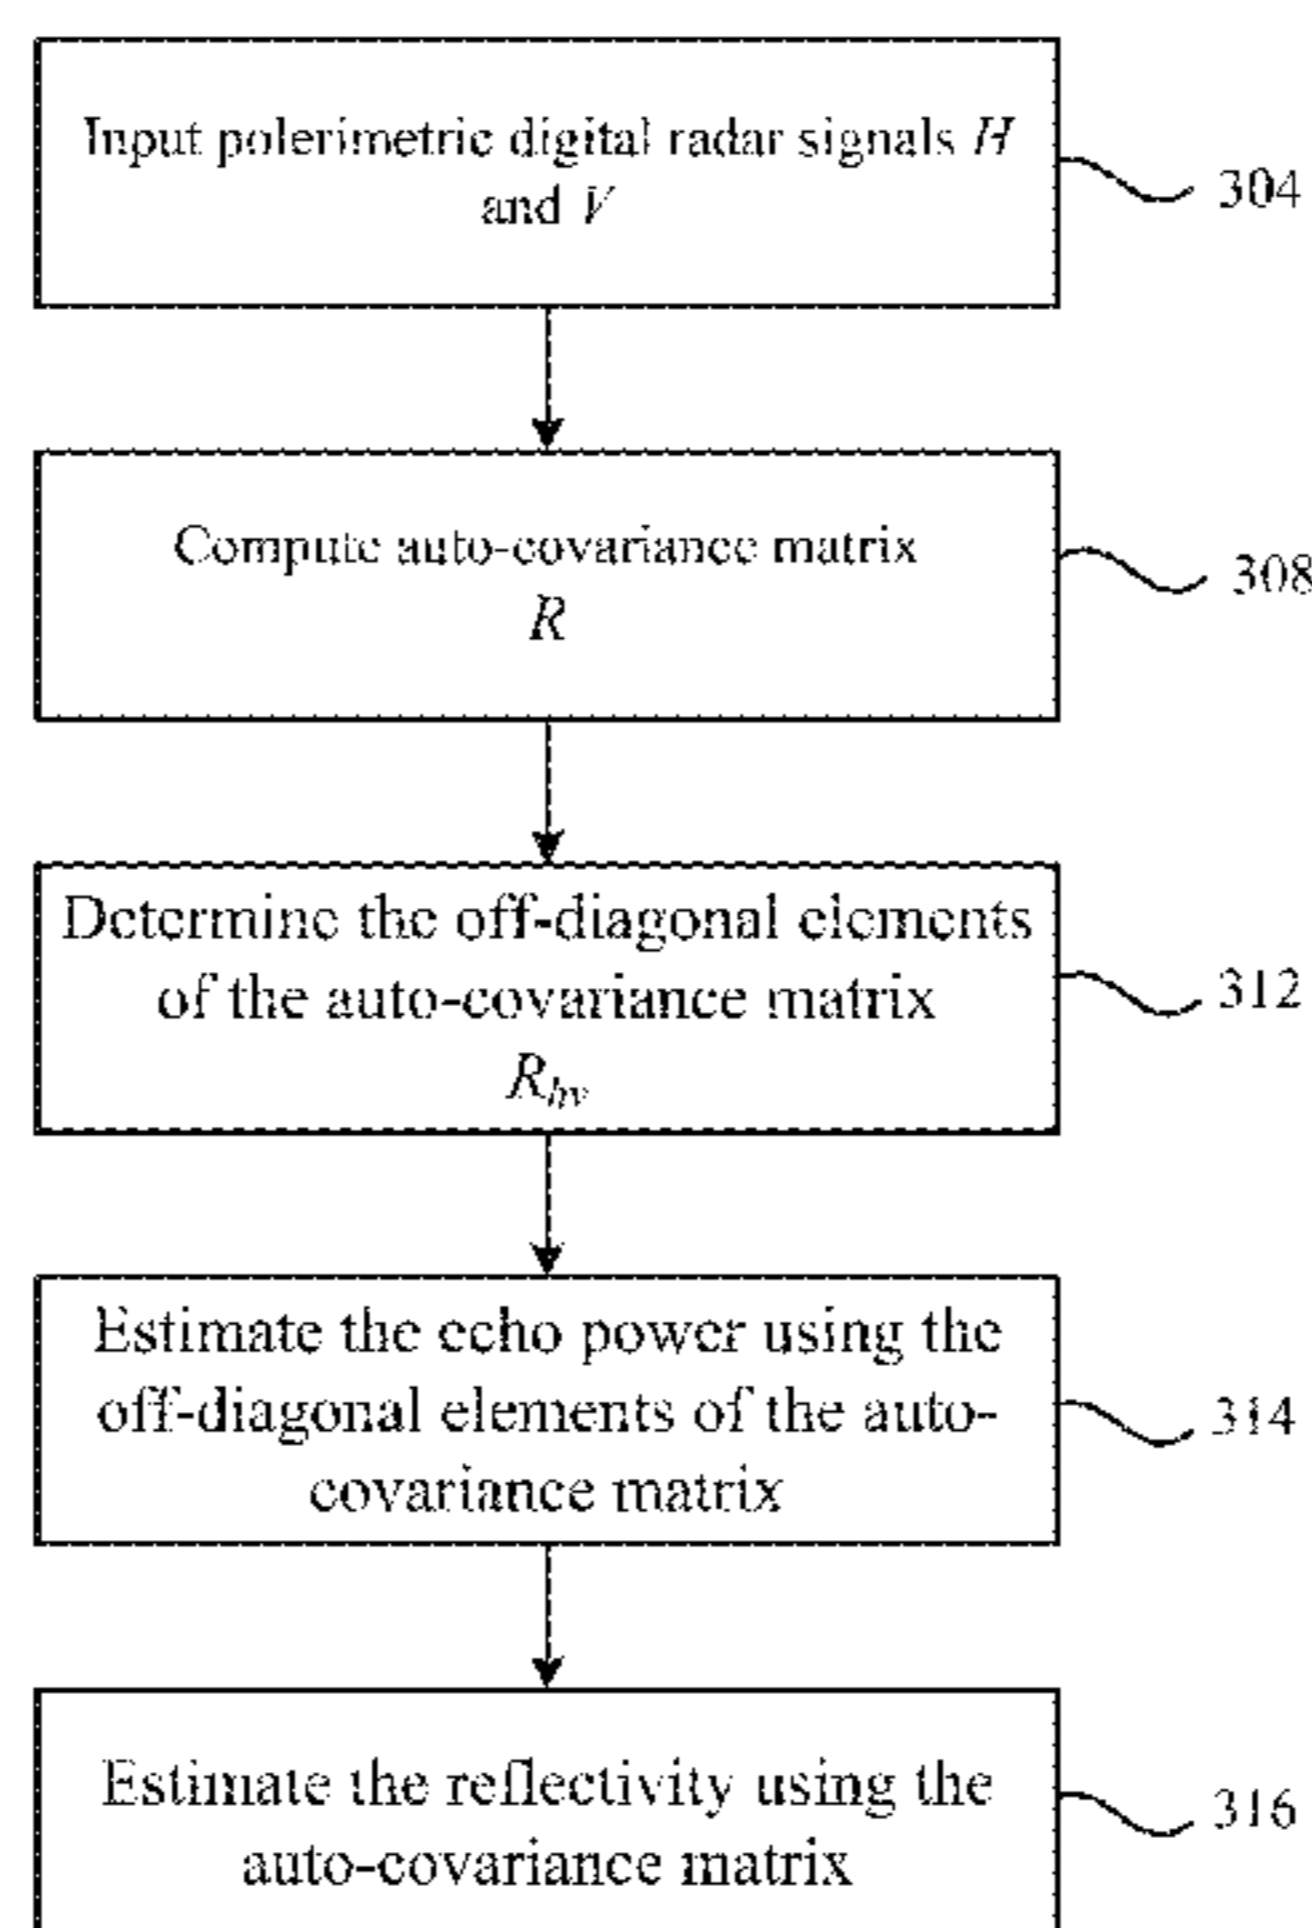 Input polerimetric digital radar signals H
and V
304
Compute auto-covariance matrix
R
308
Determine the off-diagonal elements
of the auto-covariance matrix
Rhv
312
Estimate the echo power using the
off-diagonal elements of the auto-
covariance matrix
314
Estimate the reflectivity using the
auto-covariance matrix
316